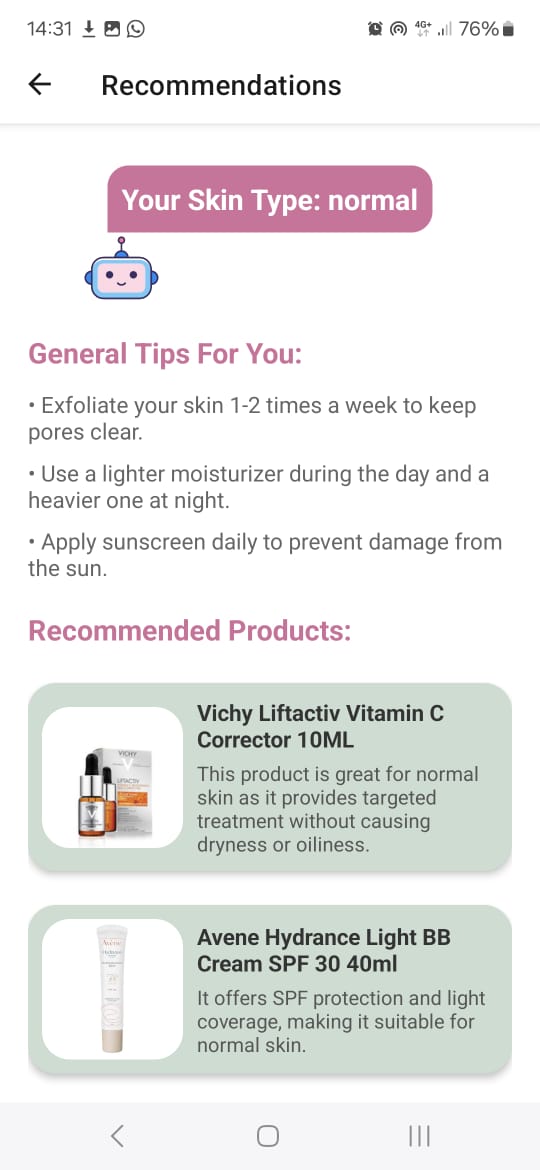 14:31
4G+
76%
Recommendations
Your Skin Type: normal
General Tips For You:
• Exfoliate your skin 1-2 times a week to keep
pores clear.
• Use a lighter moisturizer during the day and a
heavier one at night.
• Apply sunscreen daily to prevent damage from
the sun.
Recommended Products:
VICHY
LIFTACTIV
Vichy Liftactiv Vitamin C
Corrector 10ML
This product is great for normal
skin as it provides targeted
treatment without causing
dryness or oiliness.
Avène
Avene Hydrance Light BB
Cream SPF 30 40ml
It offers SPF protection and light
coverage, making it suitable for
normal skin.